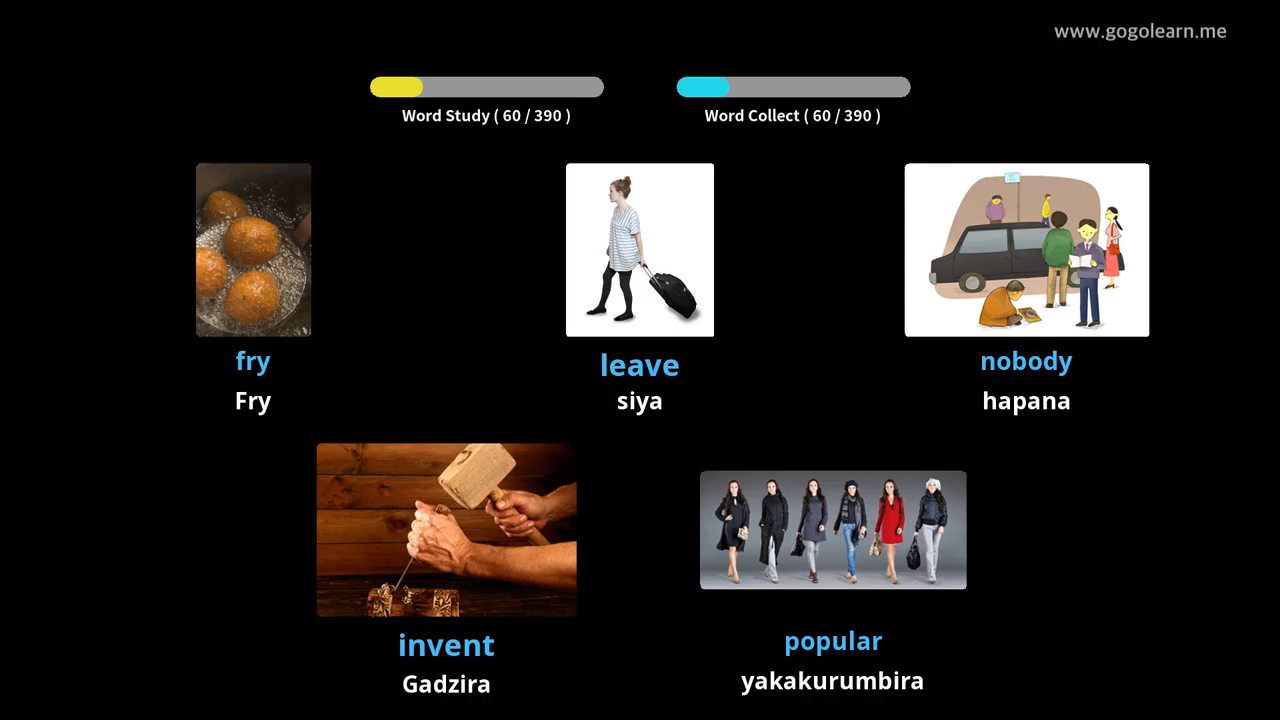 www.gogolearn.me
Word Study ( 60 / 390 )
Word Collect ( 60 / 390 )
fry
Fry
leave
siya
nobody
hapana
invent
Gadzira
popular
yakakurumbira